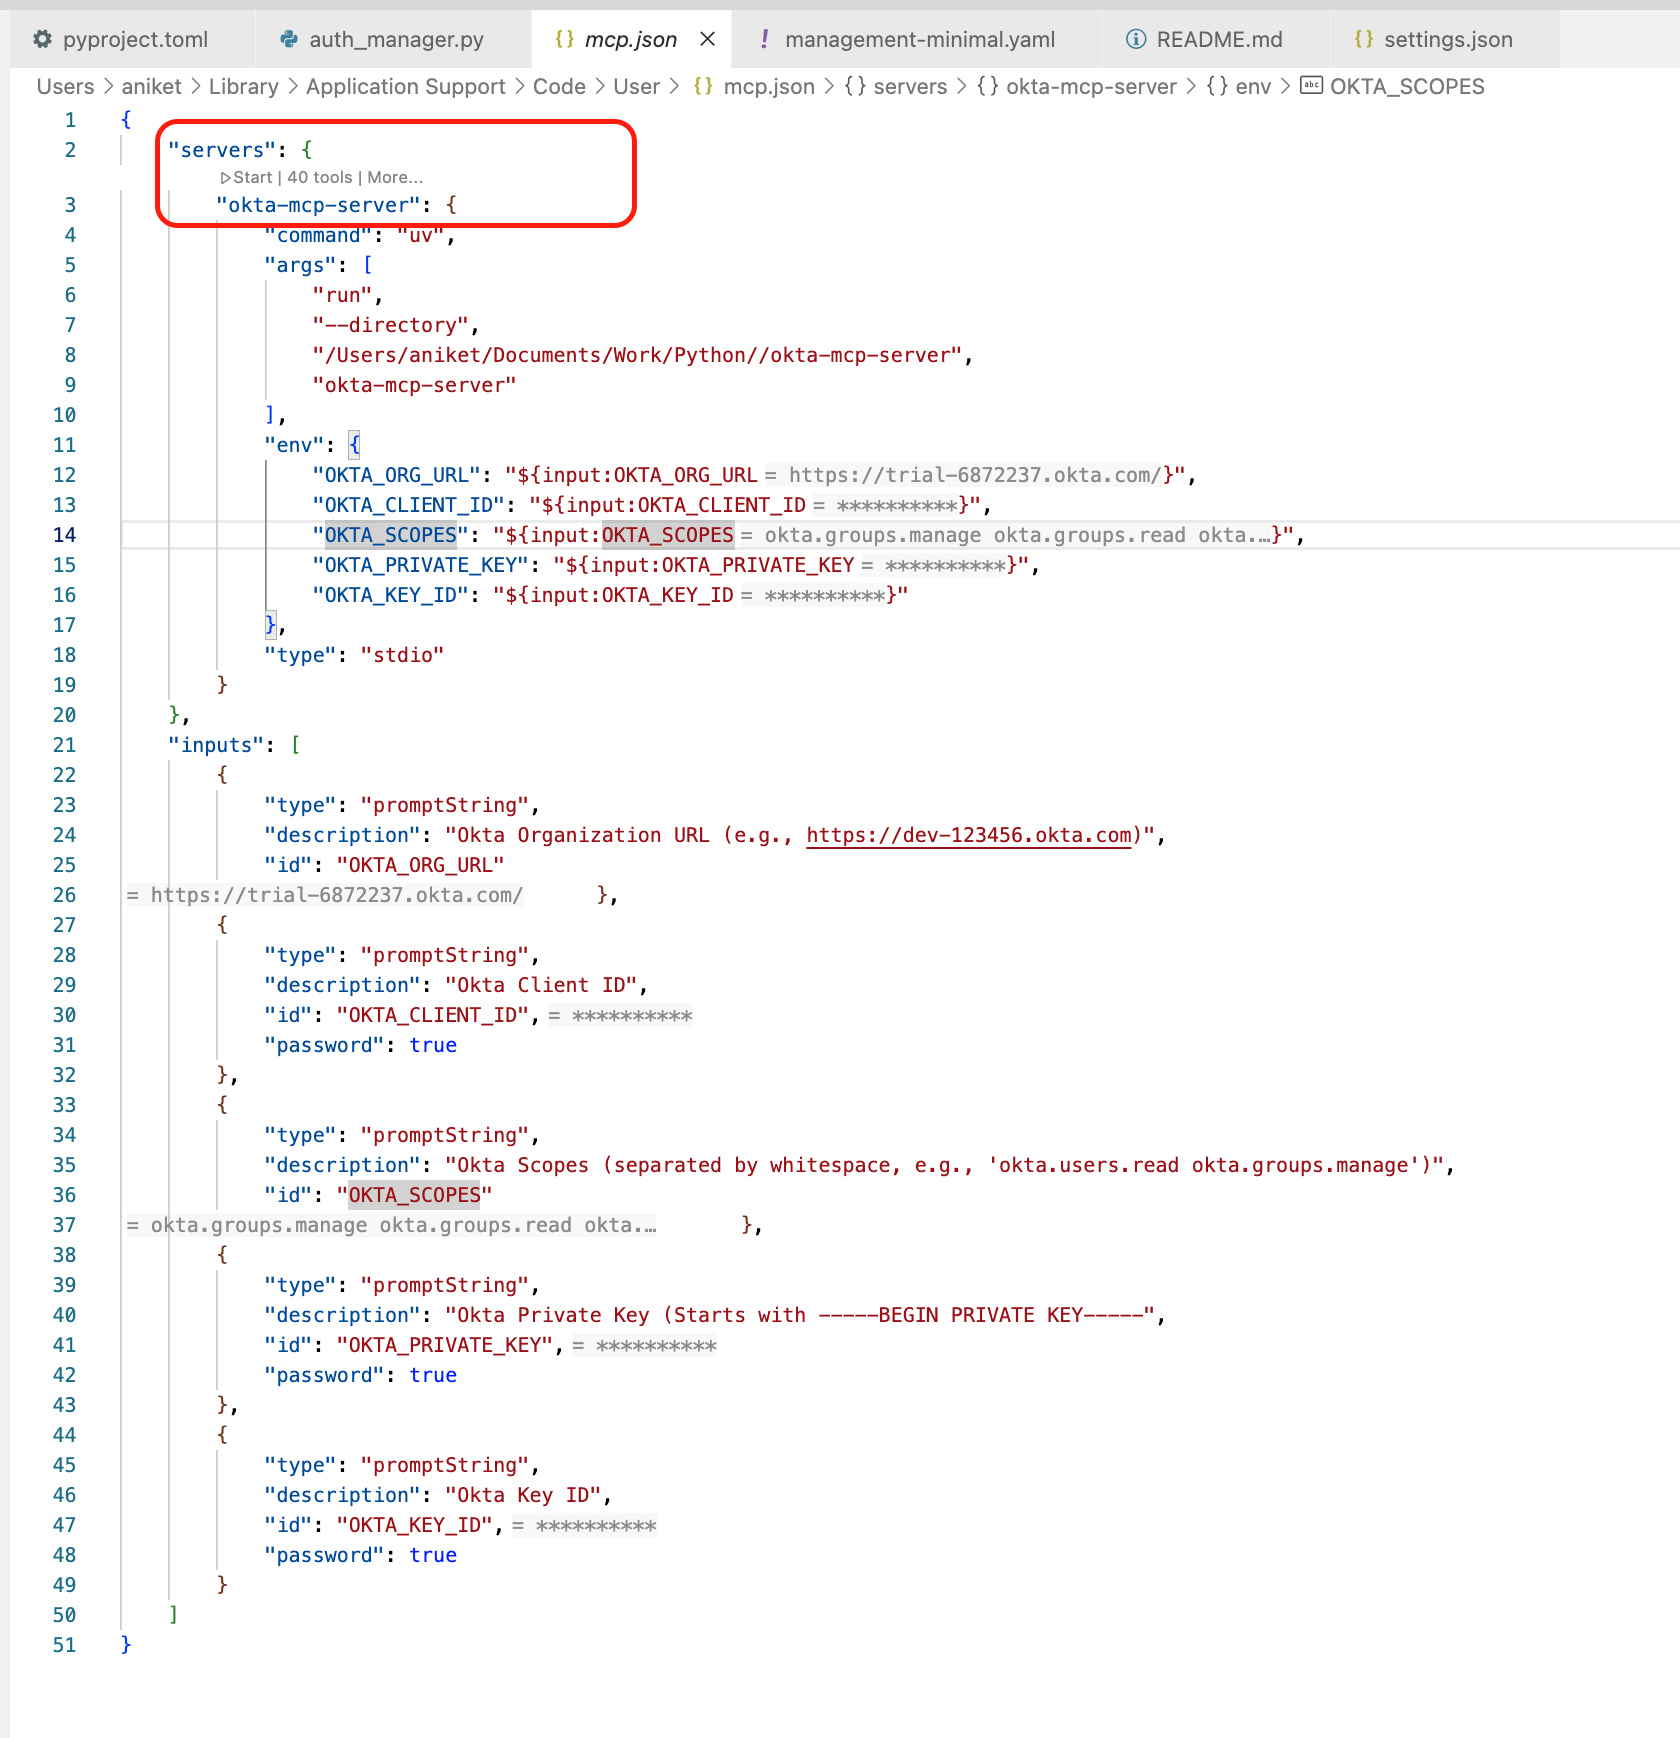 pyproject.toml auth_manager.py {} mcp.json × ! management-minimal.yaml README.md {} settings.json
Users > aniket > Library > Application Support > Code > User > {} mcp.json > {} servers > {} okta-mcp-server > {} env > abc OKTA_SCOPES
1 {
2 "servers": {
▷Start | 40 tools | More...
3 "okta-mcp-server": {
4 "command": "uv",
5 "args": [
6 "run",
7 "--directory",
8 "/Users/aniket/Documents/Work/Python//okta-mcp-server",
9 "okta-mcp-server"
10 ],
11 "env": {
12 "OKTA_ORG_URL": "${input:OKTA_ORG_URL = https://trial-6872237.okta.com/}",
13 "OKTA_CLIENT_ID": "${input:OKTA_CLIENT_ID = **********}",
14 "OKTA_SCOPES": "${input:OKTA_SCOPES = okta.groups.manage okta.groups.read okta.…}",
15 "OKTA_PRIVATE_KEY": "${input:OKTA_PRIVATE_KEY = **********}",
16 "OKTA_KEY_ID": "${input:OKTA_KEY_ID = **********}"
17 },
18 "type": "stdio"
19 }
20 },
21 "inputs": [
22 {
23 "type": "promptString",
24 "description": "Okta Organization URL (e.g., https://dev-123456.okta.com)",
25 "id": "OKTA_ORG_URL"
26 = https://trial-6872237.okta.com/ },
27 {
28 "type": "promptString",
29 "description": "Okta Client ID",
30 "id": "OKTA_CLIENT_ID", = **********
31 "password": true
32 },
33 {
34 "type": "promptString",
35 "description": "Okta Scopes (separated by whitespace, e.g., 'okta.users.read okta.groups.manage')",
36 "id": "OKTA_SCOPES"
37 = okta.groups.manage okta.groups.read okta.… },
38 {
39 "type": "promptString",
40 "description": "Okta Private Key (Starts with -----BEGIN PRIVATE KEY-----",
41 "id": "OKTA_PRIVATE_KEY", = **********
42 "password": true
43 },
44 {
45 "type": "promptString",
46 "description": "Okta Key ID",
47 "id": "OKTA_KEY_ID", = **********
48 "password": true
49 }
50 ]
51 }